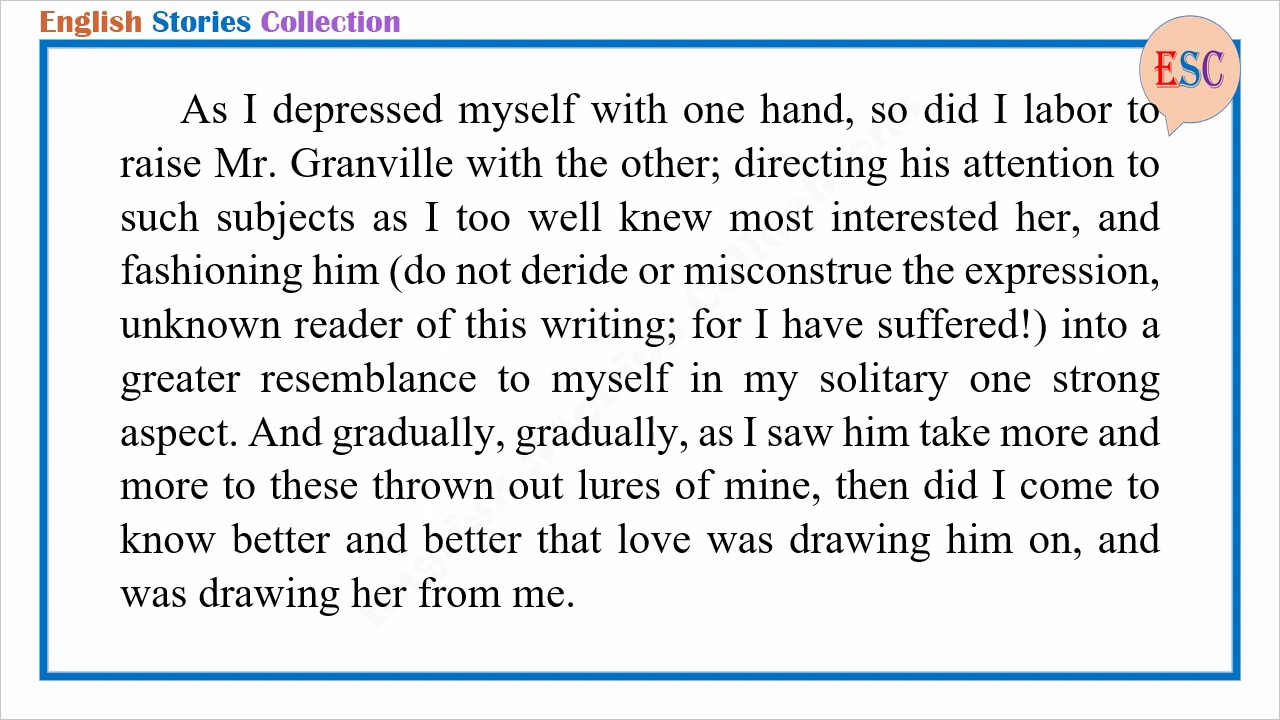 English Stories Collection
ESC
As I depressed myself with one hand, so did I labor to
raise Mr. Granville with the other; directing his attention to
such subjects as I too well knew most interested her, and
fashioning him (do not deride or misconstrue the expression,
unknown reader of this writing; for I have suffered!) into a
greater resemblance to myself in my solitary one strong
aspect. And gradually, gradually, as I saw him take more and
more to these thrown out lures of mine, then did I come to
know better and better that love was drawing him on, and
was drawing her from me.